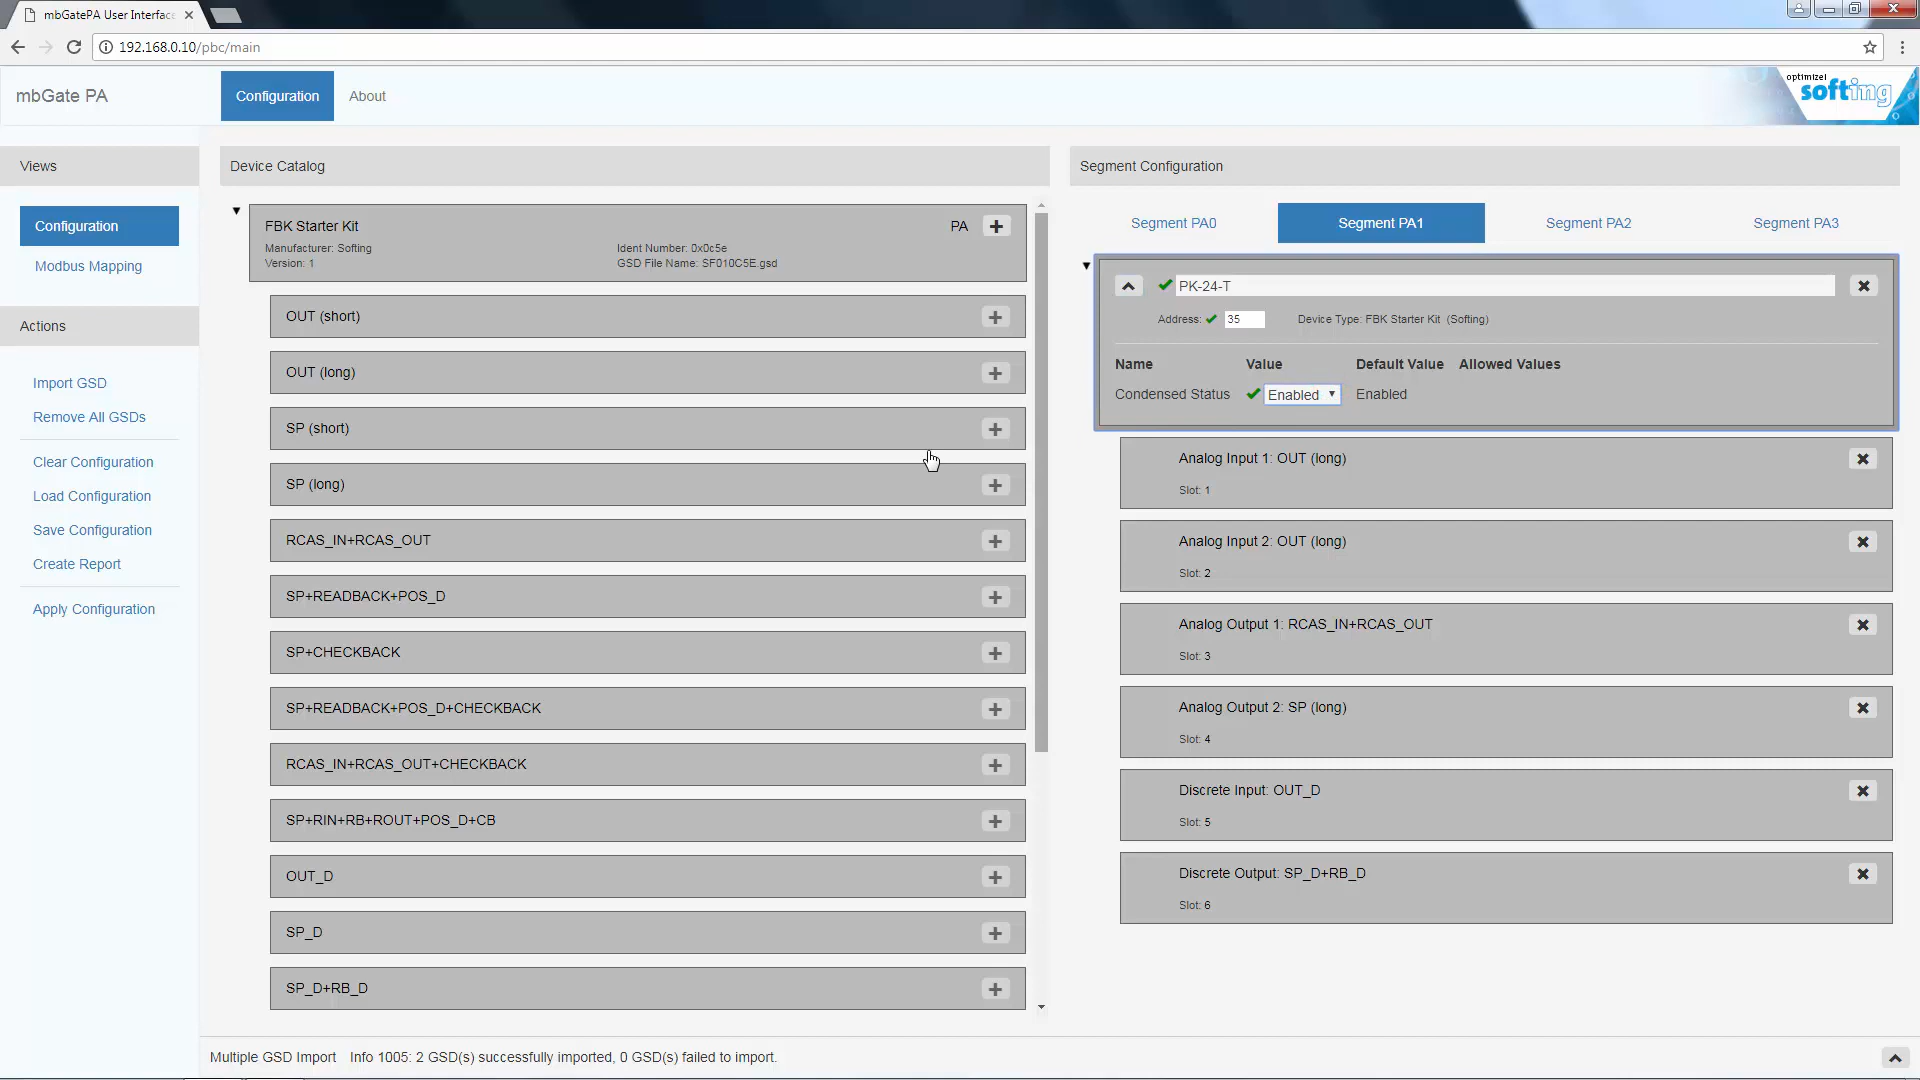 mbGatePA User Interface
192.168.0.10/pbc/main
mbGate PA
Configuration
About
optimize!
softing
Views
Configuration
Modbus Mapping
Actions
Import GSD
Remove All GSDs
Clear Configuration
Load Configuration
Save Configuration
Create Report
Apply Configuration
Device Catalog
FBK Starter Kit PA
Manufacturer: Softing Ident Number: 0x0c5e
Version: 1 GSD File Name: SF010C5E.gsd
OUT (short)
OUT (long)
SP (short)
SP (long)
RCAS_IN+RCAS_OUT
SP+READBACK+POS_D
SP+CHECKBACK
SP+READBACK+POS_D+CHECKBACK
RCAS_IN+RCAS_OUT+CHECKBACK
SP+RIN+RB+ROUT+POS_D+CB
OUT_D
SP_D
SP_D+RB_D
Segment Configuration
Segment PA0 Segment PA1 Segment PA2 Segment PA3
PK-24-T
Address: 35 Device Type: FBK Starter Kit (Softing)
Name Value Default Value Allowed Values
Condensed Status Enabled Enabled
Analog Input 1: OUT (long)
Slot: 1
Analog Input 2: OUT (long)
Slot: 2
Analog Output 1: RCAS_IN+RCAS_OUT
Slot: 3
Analog Output 2: SP (long)
Slot: 4
Discrete Input: OUT_D
Slot: 5
Discrete Output: SP_D+RB_D
Slot: 6
Multiple GSD Import Info 1005: 2 GSD(s) successfully imported, 0 GSD(s) failed to import.